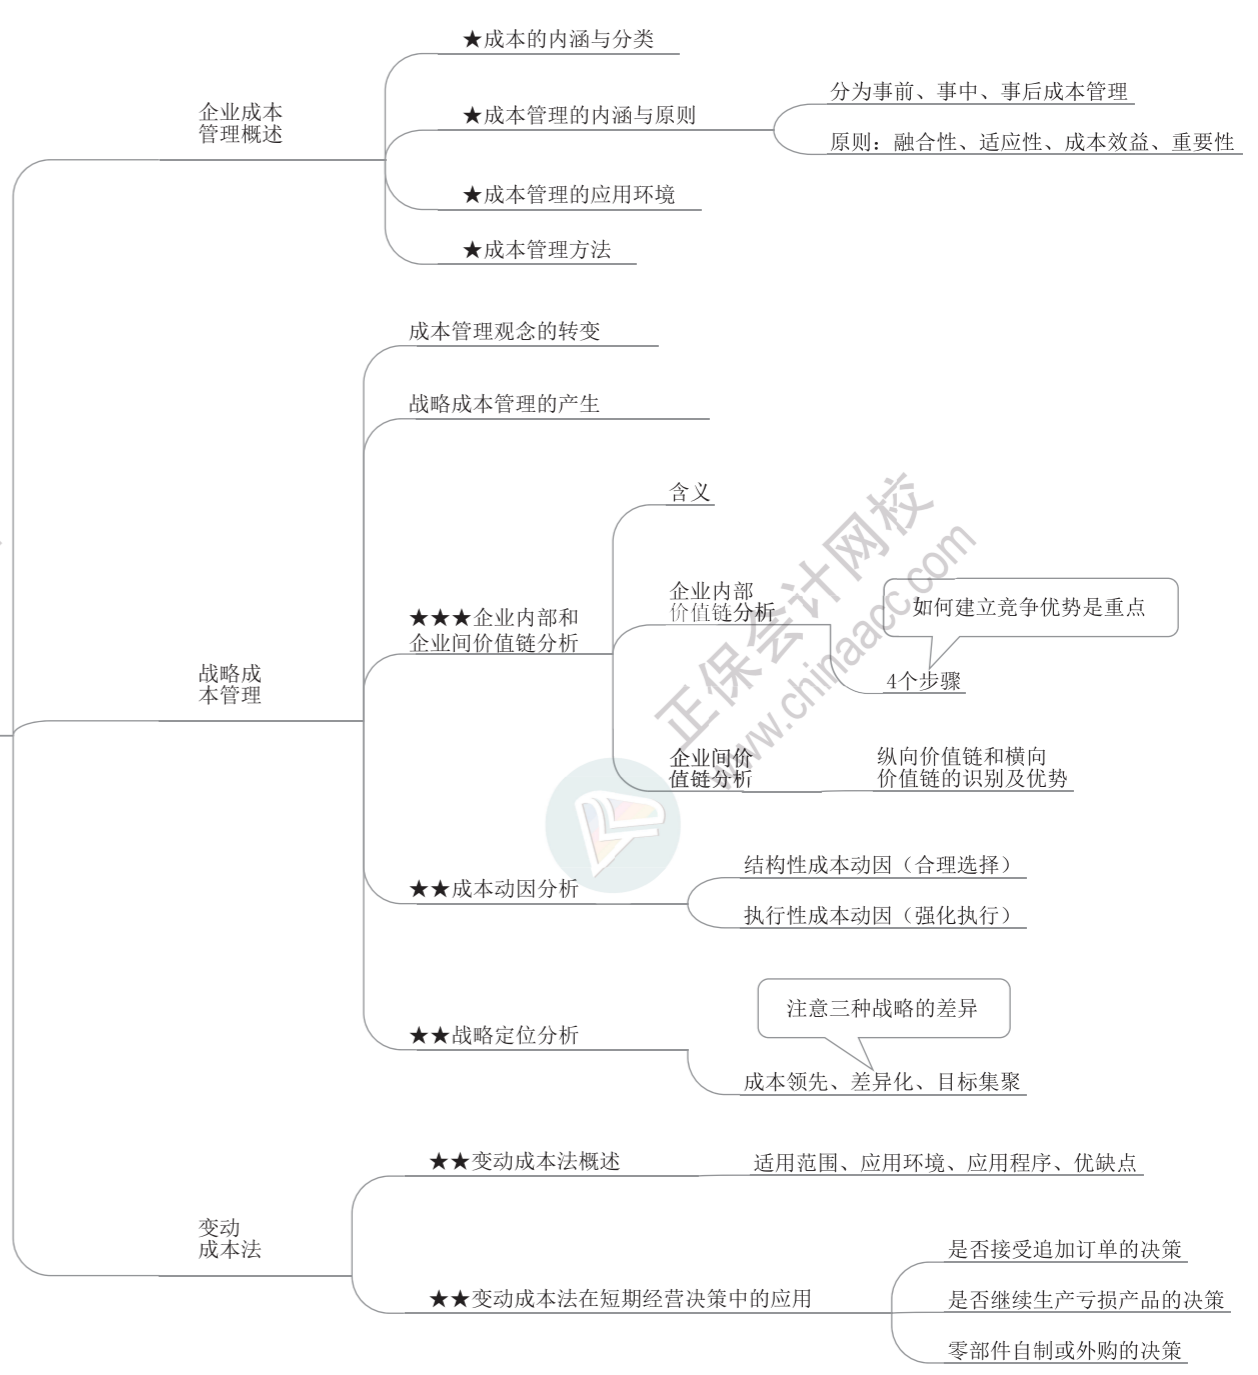 ★成本的内涵与分类
企业成本
管理概述
★成本管理的内涵与原则
分为事前、事中、事后成本管理
原则：融合性、适应性、成本效益、重要性
★成本管理的应用环境
★成本管理方法
成本管理观念的转变
战略成本管理的产生
含义
★★★企业内部和
企业间价值链分析
企业内部
价值链分析
如何建立竞争优势是重点
4个步骤
战略成
本管理
企业间价
值链分析
纵向价值链和横向
价值链的识别及优势
正保会计网校
www.chinaacc.com
★★成本动因分析
结构性成本动因（合理选择）
执行性成本动因（强化执行）
★★战略定位分析
注意三种战略的差异
成本领先、差异化、目标集聚
★★变动成本法概述
适用范围、应用环境、应用程序、优缺点
变动
成本法
★★变动成本法在短期经营决策中的应用
是否接受追加订单的决策
是否继续生产亏损产品的决策
零部件自制或外购的决策